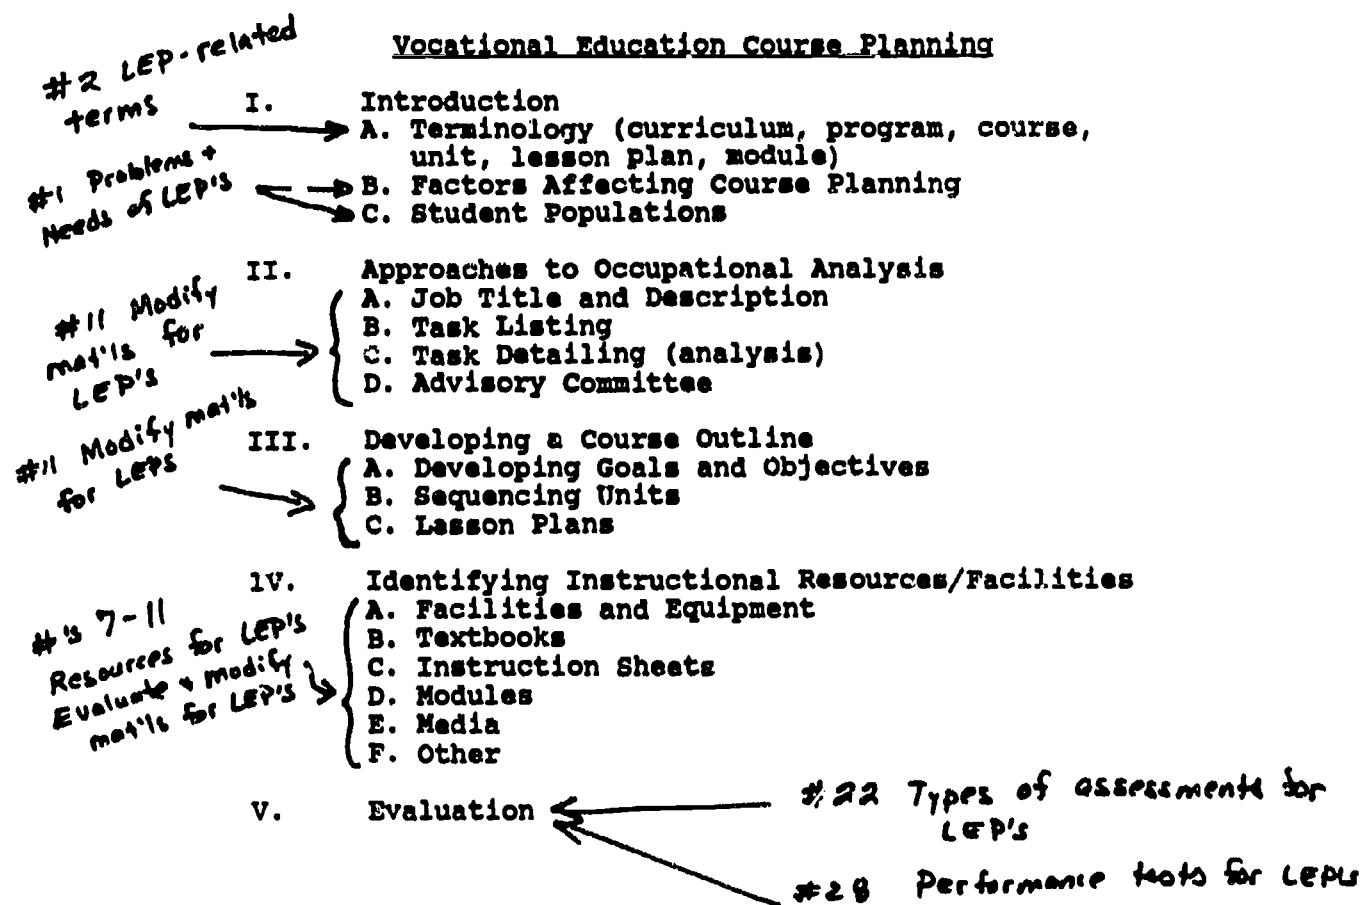 Vocational Education Course Planning
#2 LEP-related
terms
I. Introduction
A. Terminology (curriculum, program, course,
unit, lesson plan, module)
#1 Problems +
Needs of LEP'S
B. Factors Affecting Course Planning
C. Student Populations
II. Approaches to Occupational Analysis
#11 Modify
mat'ls for
LEP'S
A. Job Title and Description
B. Task Listing
C. Task Detailing (analysis)
D. Advisory Committee
#11 Modify mat'ls
for LEPS
III. Developing a Course Outline
A. Developing Goals and Objectives
B. Sequencing Units
C. Lesson Plans
IV. Identifying Instructional Resources/Facilities
#'s 7-11
Resources for LEP'S
Evaluate & modify
mat'ls for LEP'S
A. Facilities and Equipment
B. Textbooks
C. Instruction Sheets
D. Modules
E. Media
F. Other
V. Evaluation
#22 Types of assessments for
LEP's
#28 Performance tests for LEPs